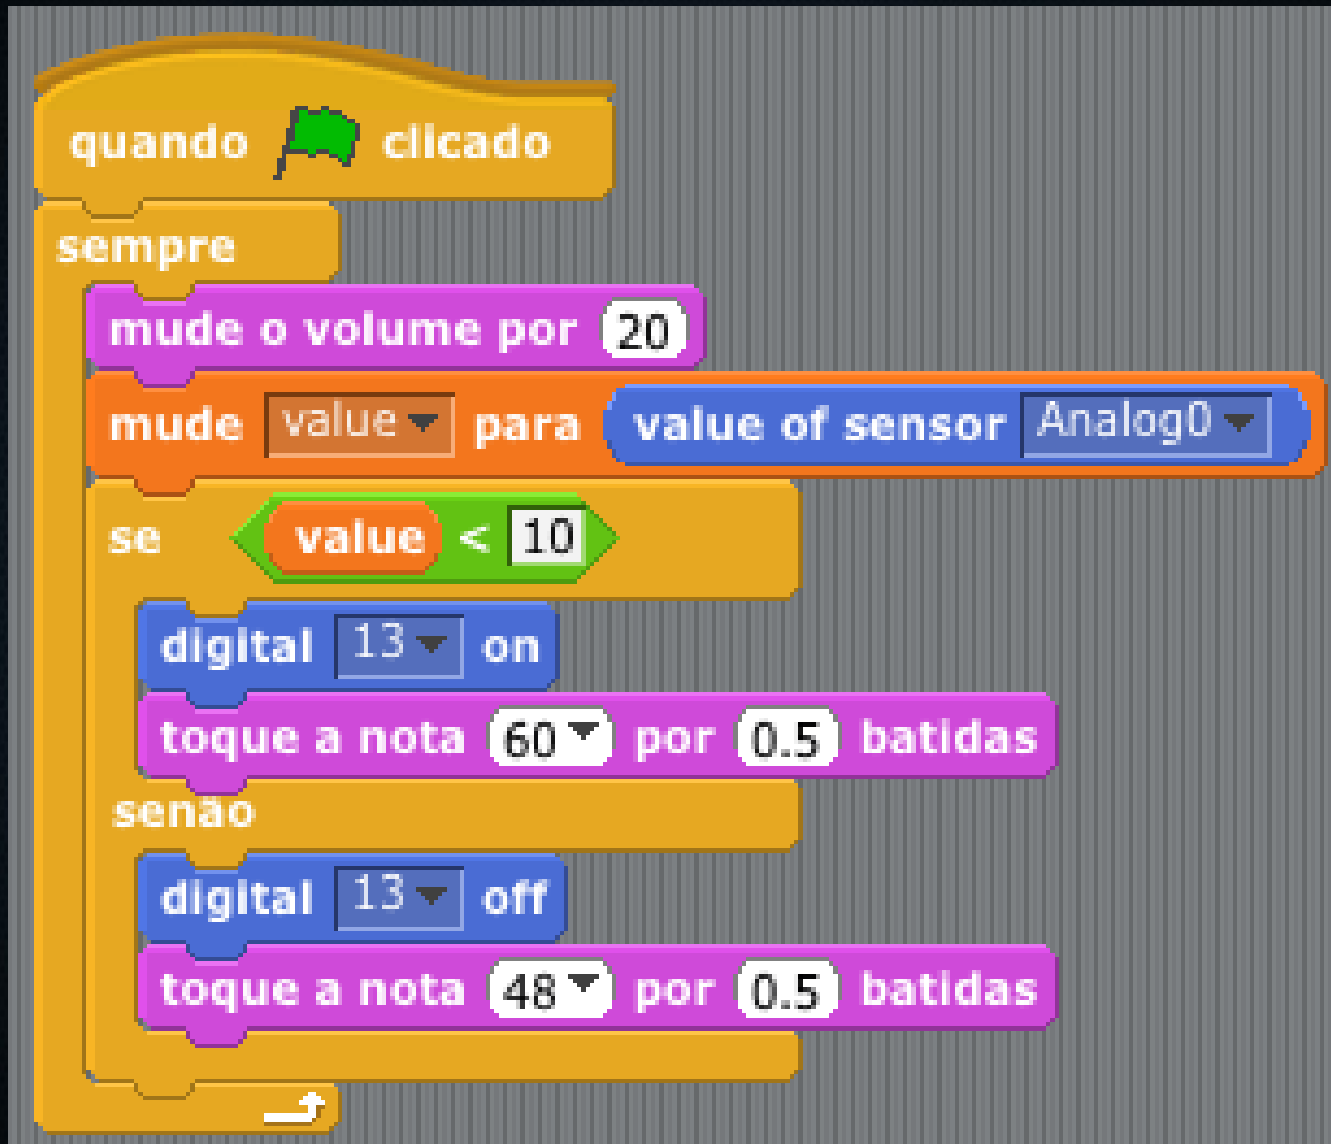 quando clicado
sempre
mude o volume por 20
mude value para value of sensor Analog0
se value < 10
digital 13 on
toque a nota 60 por 0.5 batidas
senão
digital 13 off
toque a nota 48 por 0.5 batidas